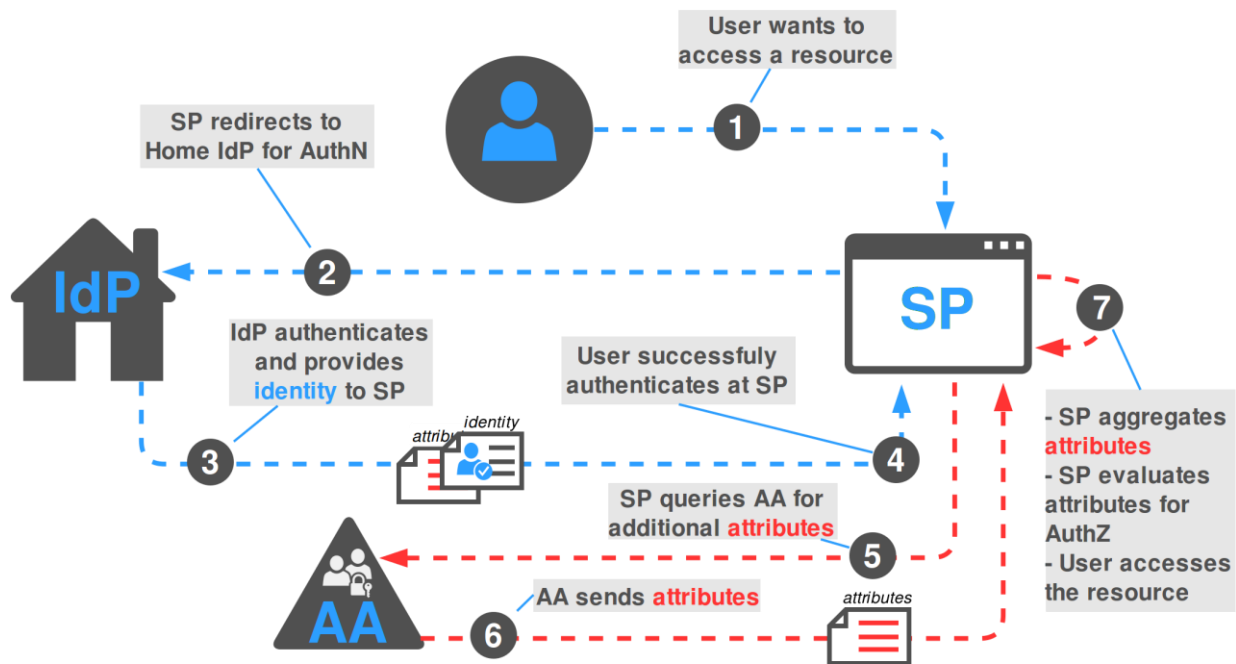 User wants to
access a resource
1
SP redirects to
Home IdP for AuthN
2
IdP
SP
7
IdP authenticates
and provides
identity to SP
3
User successfuly
authenticates at SP
4
attribut
identity
- SP aggregates
attributes
- SP evaluates
attributes for
AuthZ
- User accesses
the resource
SP queries AA for
additional attributes
5
AA
AA sends attributes
6
attributes